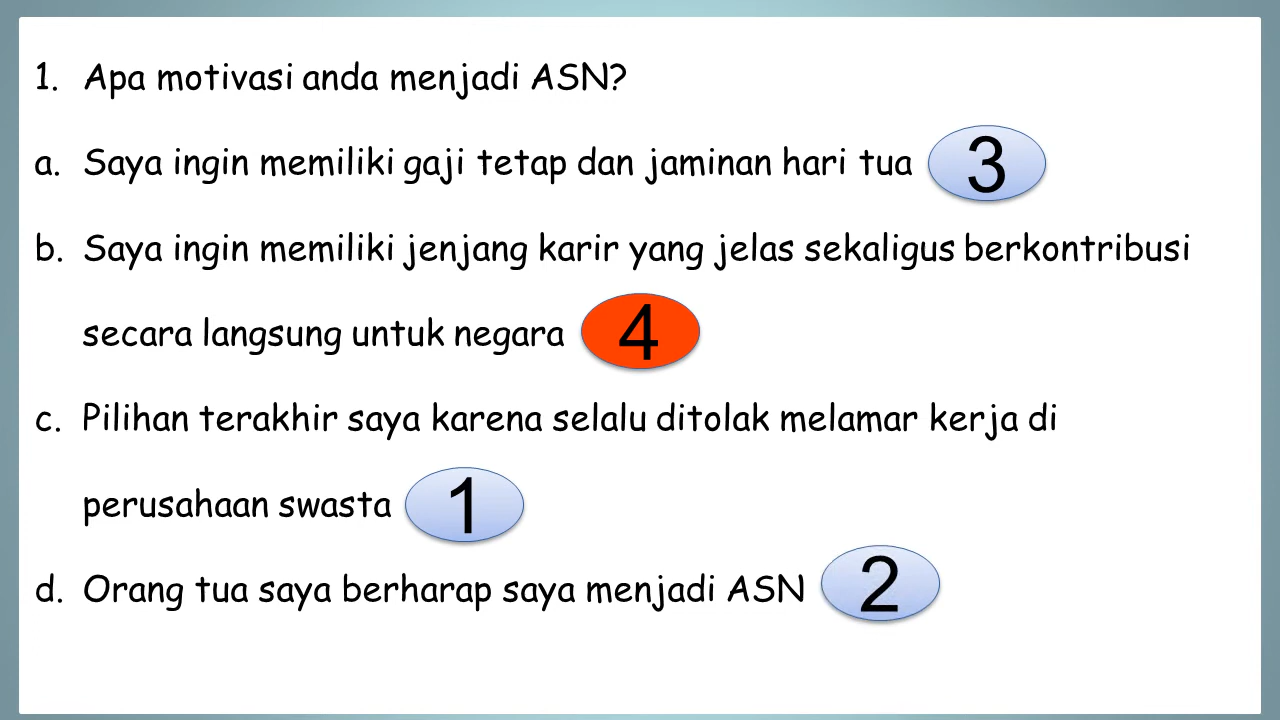 1. Apa motivasi anda menjadi ASN?
a. Saya ingin memiliki gaji tetap dan jaminan hari tua 3
b. Saya ingin memiliki jenjang karir yang jelas sekaligus berkontribusi
secara langsung untuk negara 4
c. Pilihan terakhir saya karena selalu ditolak melamar kerja di
perusahaan swasta 1
d. Orang tua saya berharap saya menjadi ASN 2